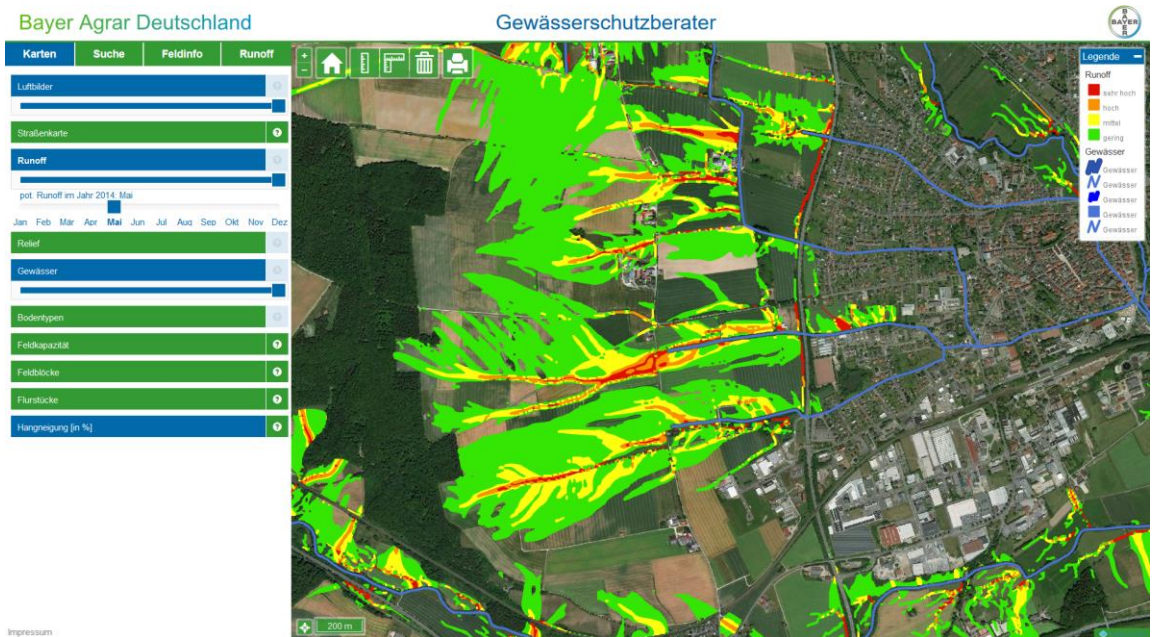 Bayer Agrar Deutschland
Gewässerschutzberater
BAYER
BAYER
Karten Suche Feldinfo Runoff
Luftbilder
Straßenkarte ?
Runoff
pot. Runoff im Jahr 2014: Mai
Jan Feb Mär Apr Mai Jun Jul Aug Sep Okt Nov Dez
Relief
Gewässer
Bodentypen
Feldkapazität ?
Feldblöcke ?
Flurstücke ?
Hangneigung [in %] ?
Impressum
+
−
Legende −
Runoff
sehr hoch
hoch
mittel
gering
Gewässer
Gewässer
Gewässer
Gewässer
Gewässer
Gewässer
200 m